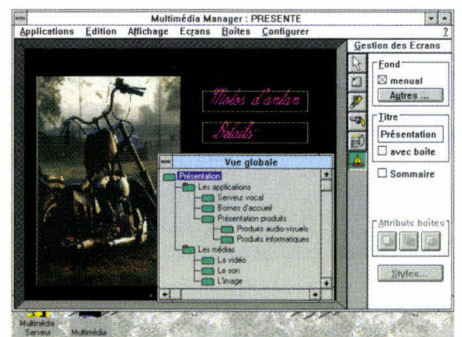 Multimédia Manager : PRESENTE
Applications Edition Affichage Ecrans Boîtes Configurer ?
Gestion des Ecrans
Fond
menual
Agtres ...
Titre
Présentation
avec boîte
Sommaire
Attributs boîtes
Styles...
Motos d'antan
Détails
Vue globale
Présentation
Les applications
Serveur vocal
Bornes d'accueil
Présentation produits
Produits audio-visuels
Produits informatiques
Les médias
La vidéo
Le son
L'image
Multimédia
Serveur
Multimédia